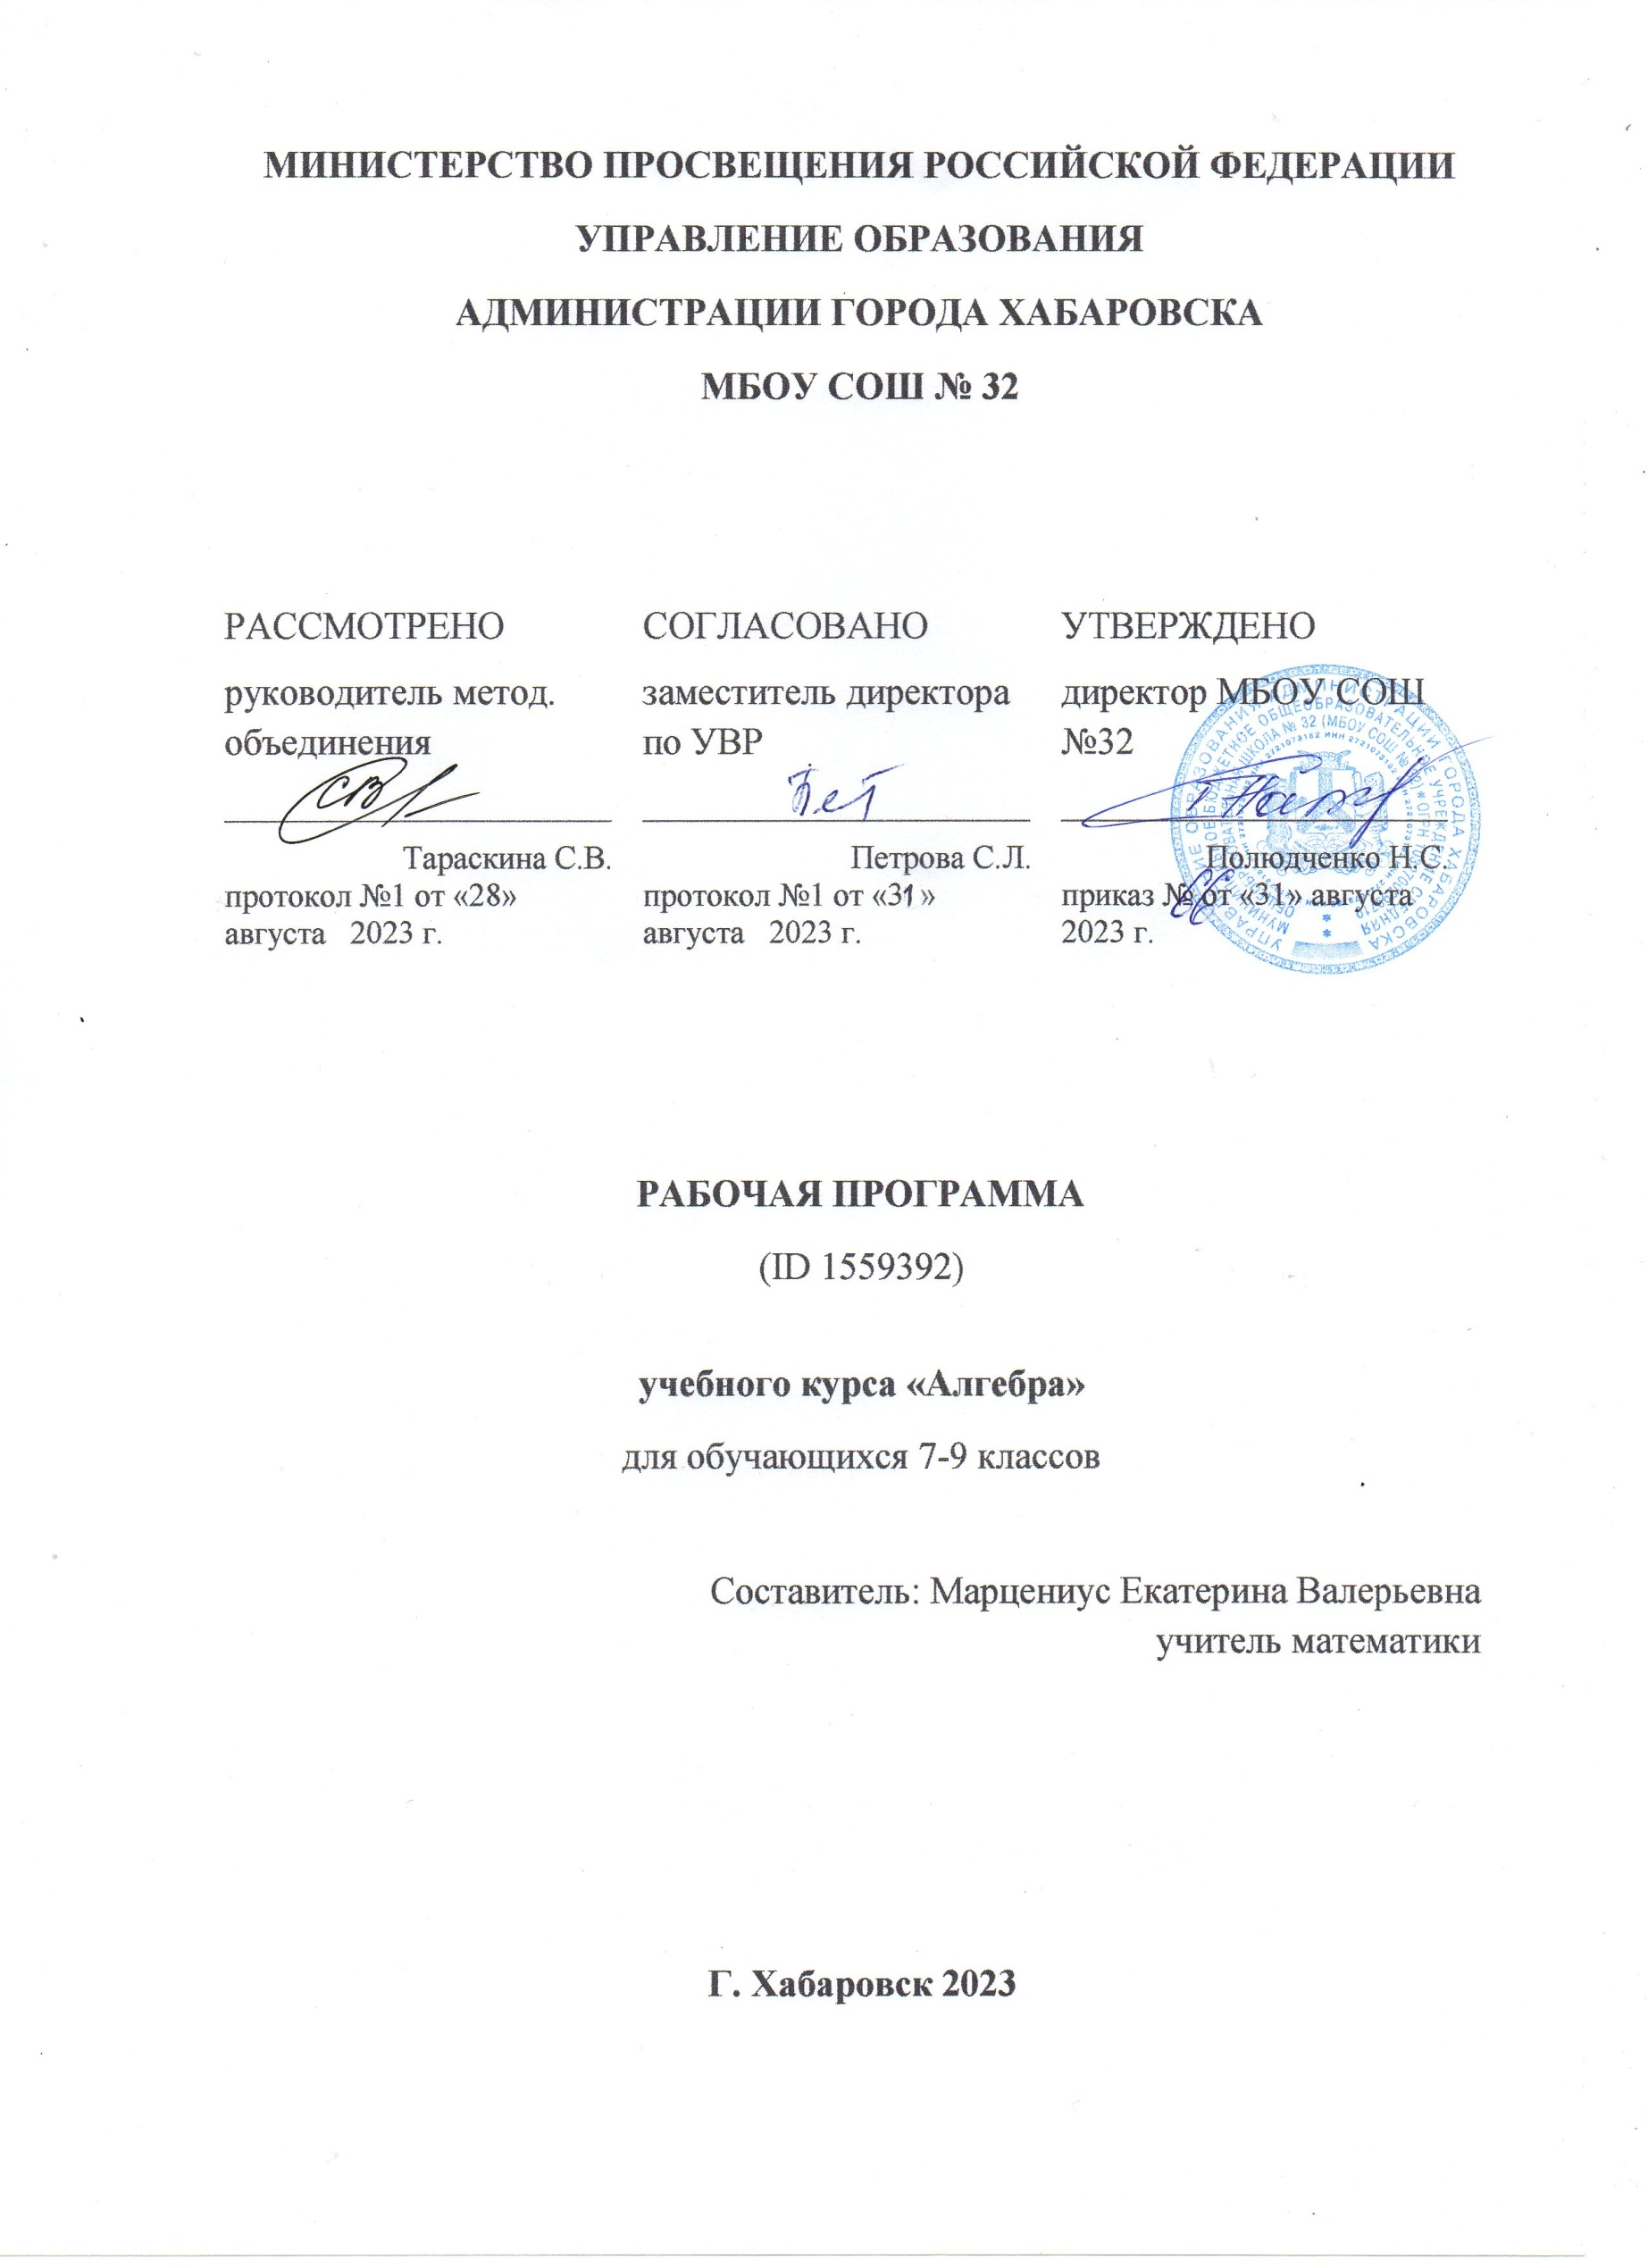 МИНИСТЕРСТВО ПРОСВЕЩЕНИЯ РОССИЙСКОЙ ФЕДЕРАЦИИ
УПРАВЛЕНИЕ ОБРАЗОВАНИЯ
АДМИНИСТРАЦИИ ГОРОДА ХАБАРОВСКА
МБОУ СОШ № 32
РАССМОТРЕНО
руководитель метод.
объединения
Тараскина С.В.
протокол №1 от «28»
августа 2023 г.
СОГЛАСОВАНО
заместитель директора
по УВР
Петрова С.Л.
протокол №1 от «31 »
августа 2023 г.
УТВЕРЖДЕНО
директор МБОУ СОШ
№32
Полюдченко Н.С.
приказ № от «31» августа
2023 г.
РАБОЧАЯ ПРОГРАММА
(ID 1559392)
учебного курса «Алгебра»
для обучающихся 7-9 классов
Составитель: Марцениус Екатерина Валерьевна
учитель математики
Г. Хабаровск 2023